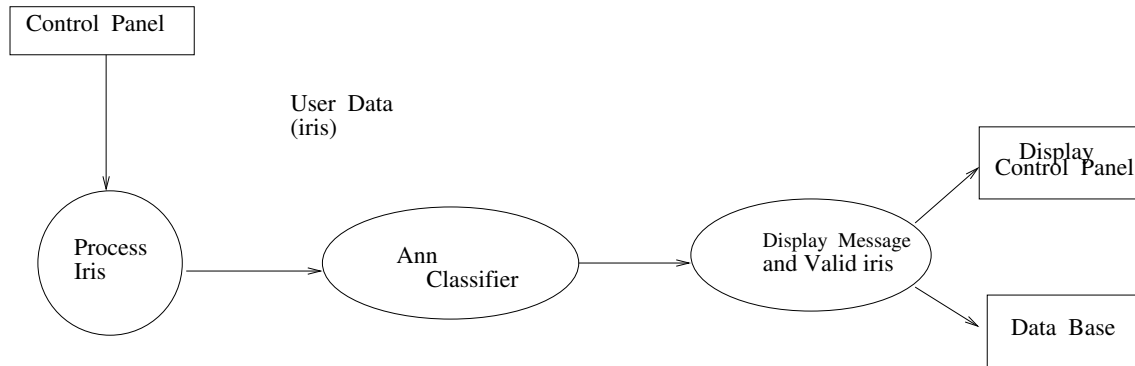 Control Panel
User Data
(iris)
Display
Control Panel
Process
Iris
Ann
Classifier
Display Message
and Valid iris
Data Base